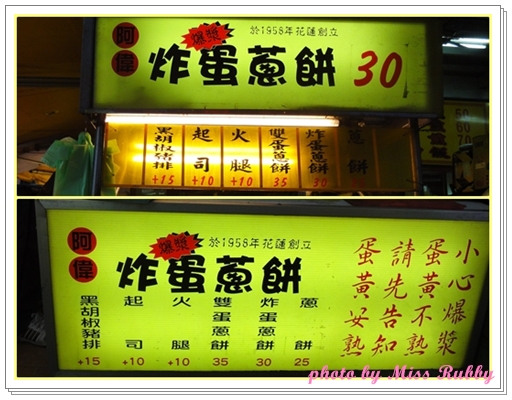 阿偉
爆漿
於1958年花蓮創立
炸蛋蔥餅 30
黑胡椒豬排 +15
起司 +10
火腿 +10
雙蛋蔥餅 35
炸蛋蔥餅 30
蔥餅
60
70
阿偉
爆漿
於1958年花蓮創立
炸蛋蔥餅
黑胡椒豬排 +15
起司 +10
火腿 +10
雙蛋蔥餅 35
炸蛋蔥餅 30
蔥餅 25
小心爆漿
蛋黃不熟
請先告知
蛋黃要熟
photo by Miss Rubby